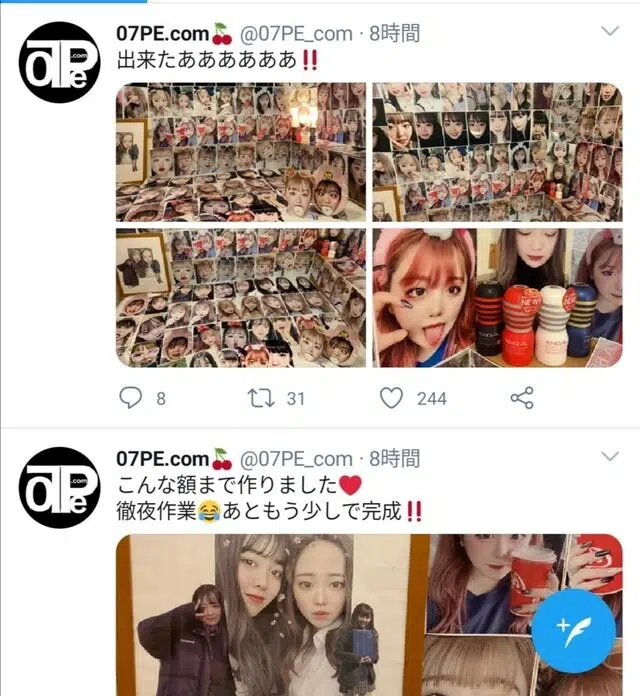 07PE.com🍒 @07PE_com · 8時間
出来たああああああ‼️
NEW
TENGA
8
31
244
07PE.com🍒 @07PE_com · 8時間
こんな額まで作りました❤️
徹夜作業😂あともう少しで完成‼️